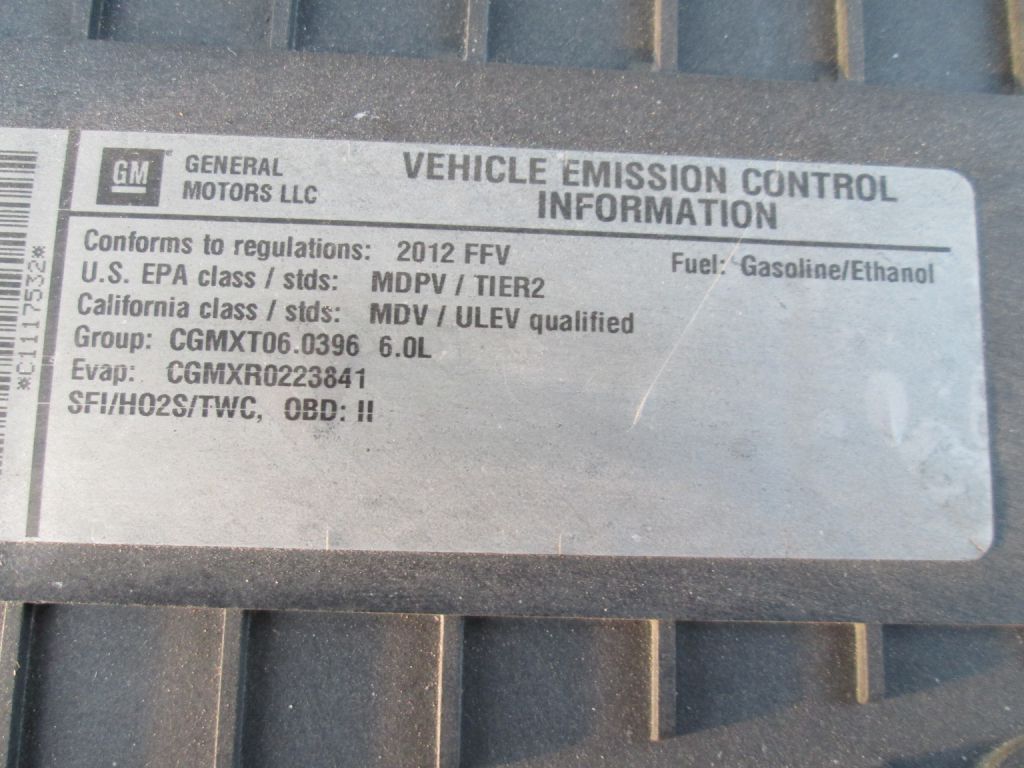 GM
GENERAL
MOTORS LLC
VEHICLE EMISSION CONTROL
INFORMATION
Conforms to regulations: 2012 FFV
Fuel: Gasoline/Ethanol
U.S. EPA class / stds: MDPV / TIER2
California class / stds: MDV / ULEV qualified
Group: CGMXT06.0396 6.0L
Evap: CGMXR0223841
SFI/HO2S/TWC, OBD: II
*C1117532*